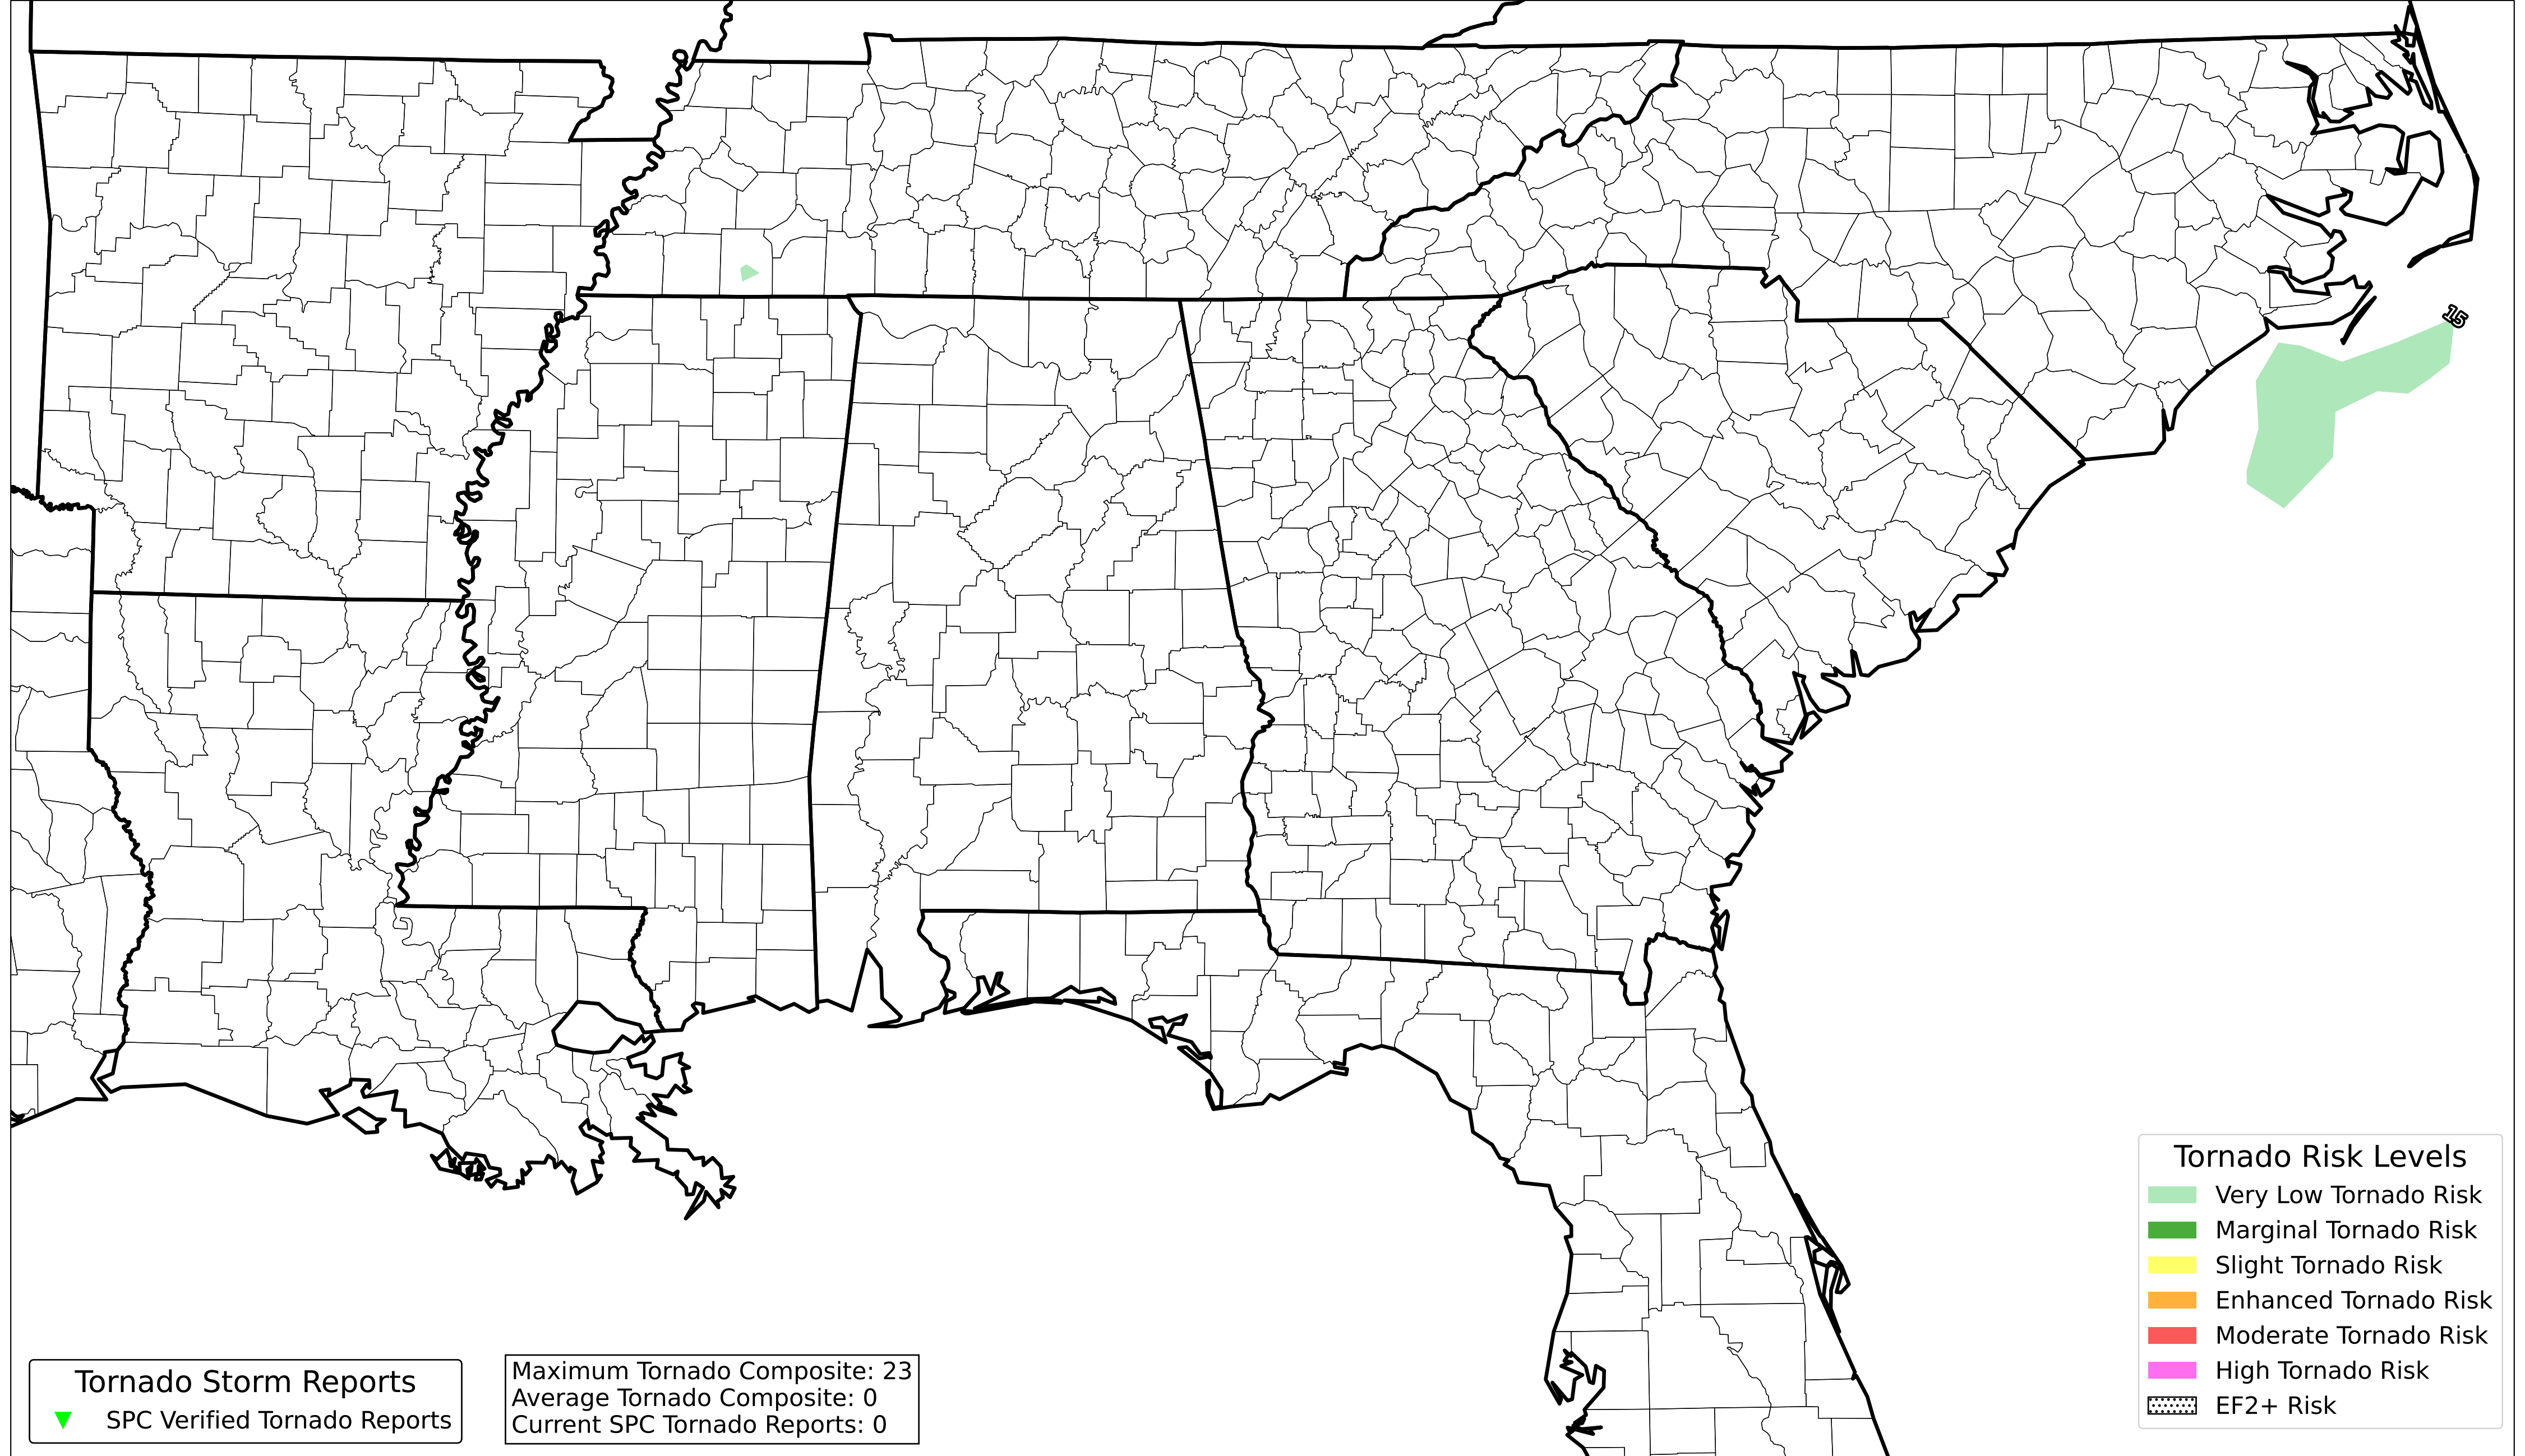 15
Tornado Risk Levels
Very Low Tornado Risk
Marginal Tornado Risk
Slight Tornado Risk
Enhanced Tornado Risk
Moderate Tornado Risk
High Tornado Risk
EF2+ Risk
Tornado Storm Reports
SPC Verified Tornado Reports
Maximum Tornado Composite: 23
Average Tornado Composite: 0
Current SPC Tornado Reports: 0